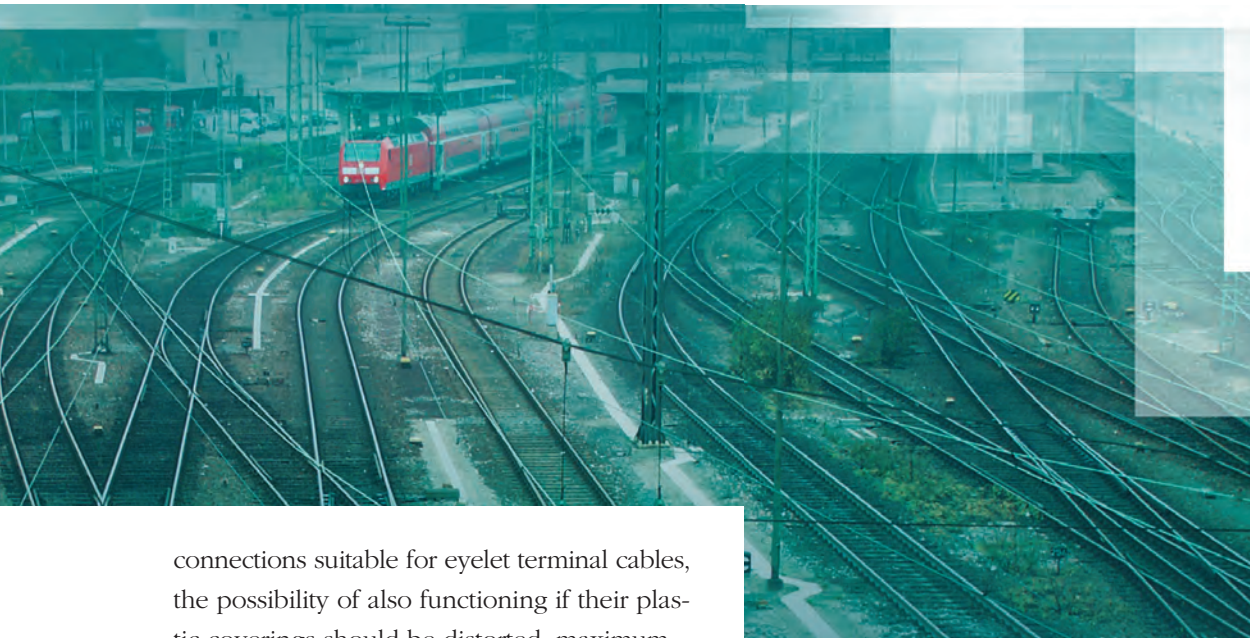 connections suitable for eyelet terminal cables,
the possibility of also functioning if their plas-
tic coverings should be distorted, maximum